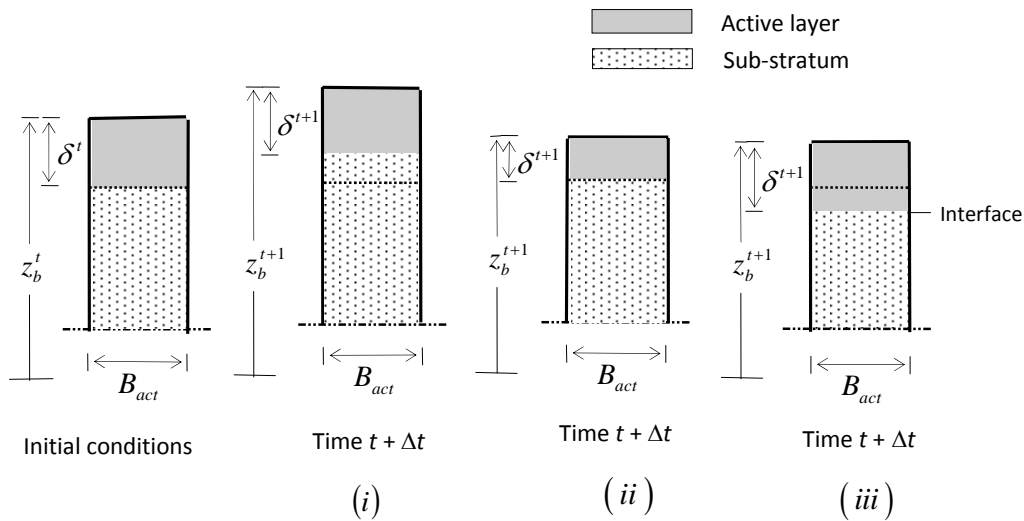 Active layer
Sub-stratum
δ^t
z_b^t
B_act
Initial conditions
δ^{t+1}
z_b^{t+1}
B_act
Time t + Δt
(i)
δ^{t+1}
z_b^{t+1}
B_act
Time t + Δt
(ii)
δ^{t+1}
Interface
z_b^{t+1}
B_act
Time t + Δt
(iii)